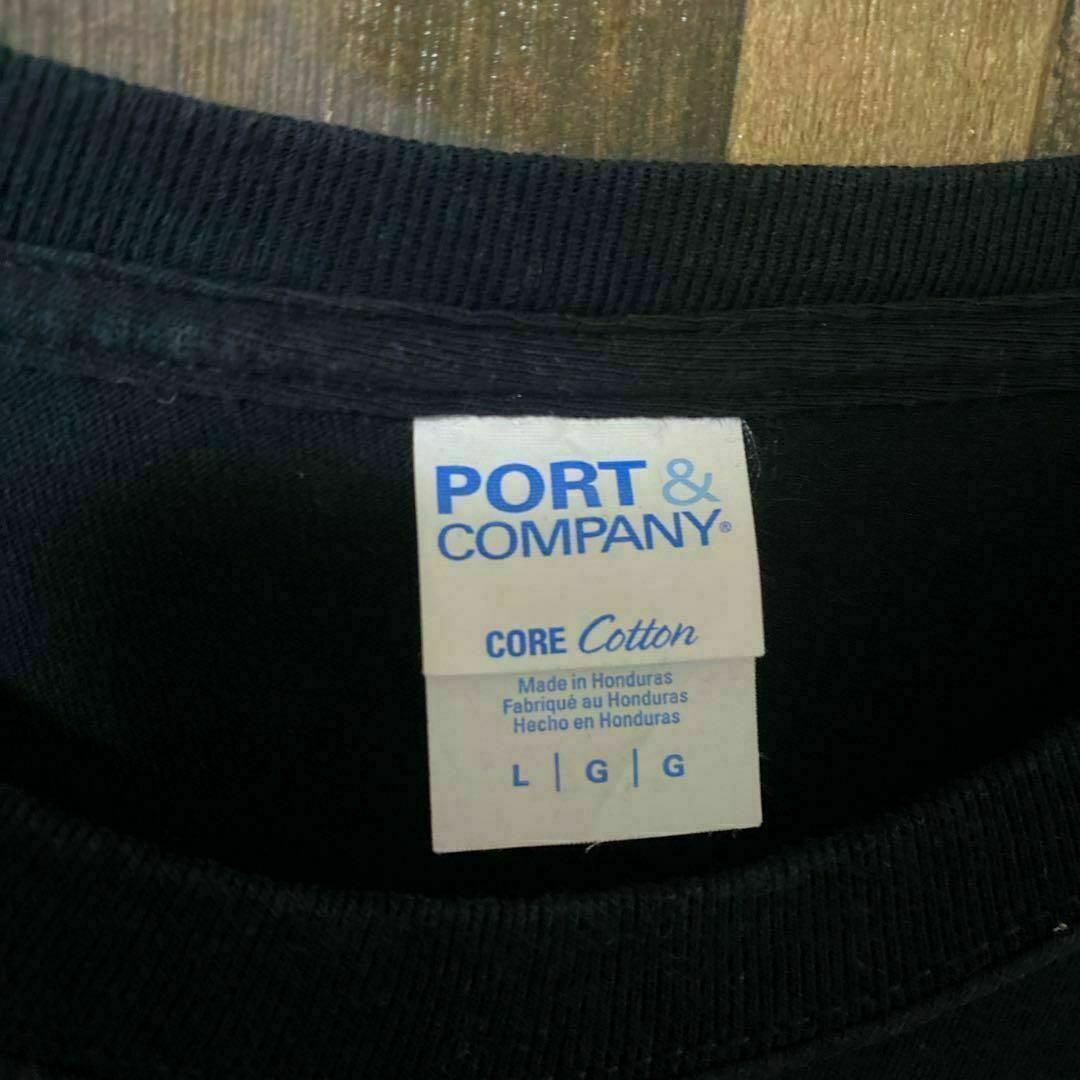 PORT &
COMPANY®
CORE Cotton
Made in Honduras
Fabriqué au Honduras
Hecho en Honduras
L | G | G